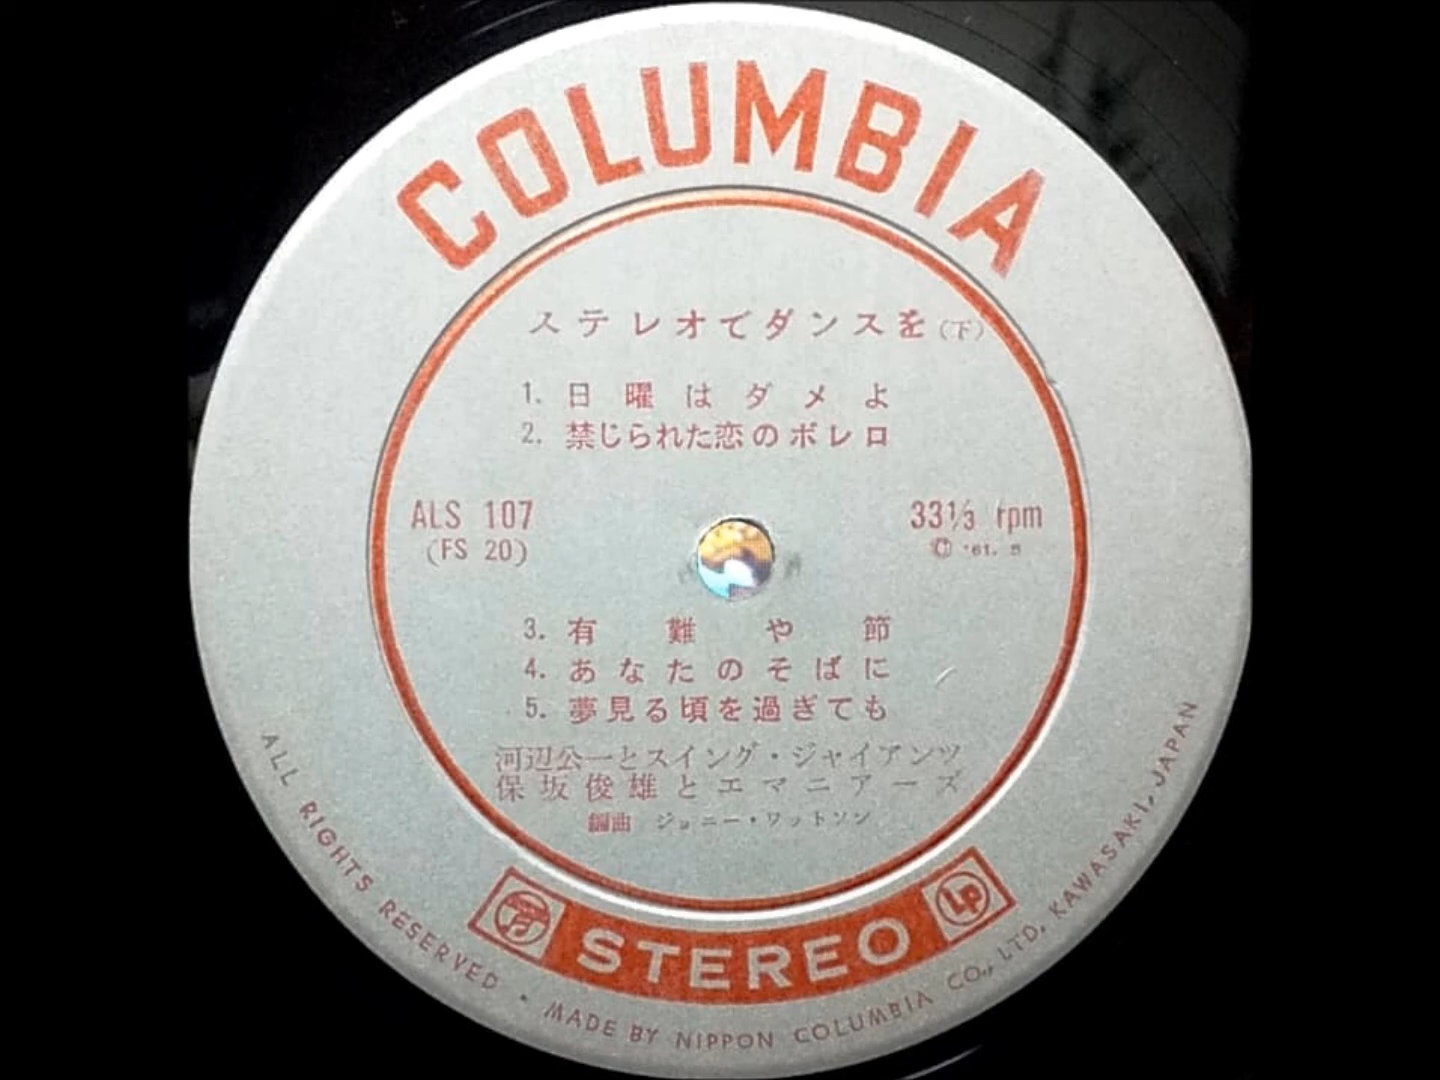 COLUMBIA
ステレオでダンスを（下）
1. 日曜はダメよ
2. 禁じられた恋のボレロ
ALS 107
(FS 20)
33⅓ rpm
Ⓟ '61. 5
3. 有難や節
4. あなたのそばに
5. 夢見る頃を過ぎても
河辺公一とスイング・ジャイアンツ
保坂俊雄とエマニアーズ
編曲 ジョニー・ワットソン
STEREO
LP
ALL RIGHTS RESERVED · MADE BY NIPPON COLUMBIA CO., LTD. KAWASAKI, JAPAN